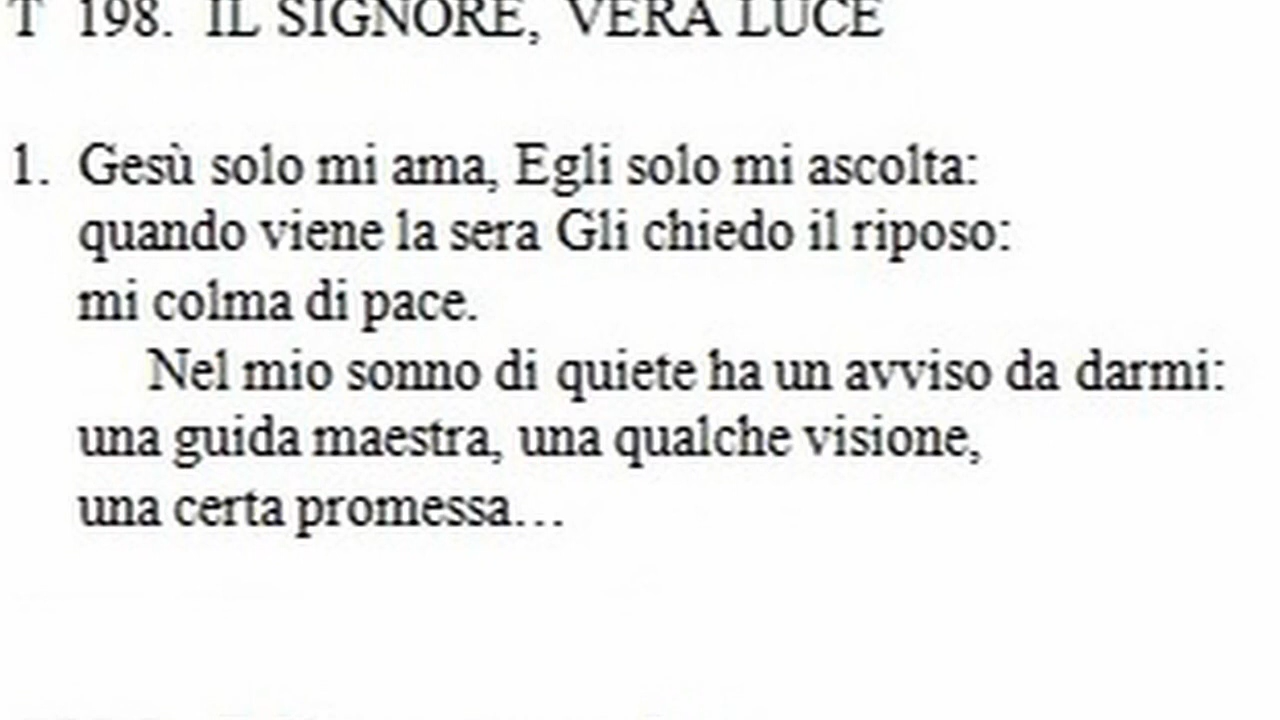 T 198. IL SIGNORE, VERA LUCE
1. Gesù solo mi ama, Egli solo mi ascolta:
quando viene la sera Gli chiedo il riposo:
mi colma di pace.
Nel mio sonno di quiete ha un avviso da darmi:
una guida maestra, una qualche visione,
una certa promessa…